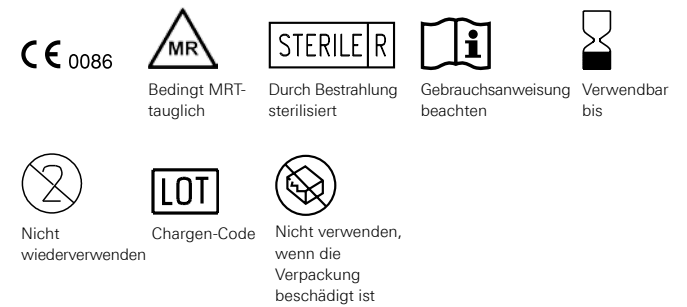 CE 0086
MR
STERILE R
i
Bedingt MRT-
tauglich
Durch Bestrahlung
sterilisiert
Gebrauchsanweisung
beachten
Verwendbar
bis
2
LOT
Nicht
wiederverwenden
Chargen-Code
Nicht verwenden,
wenn die
Verpackung
beschädigt ist